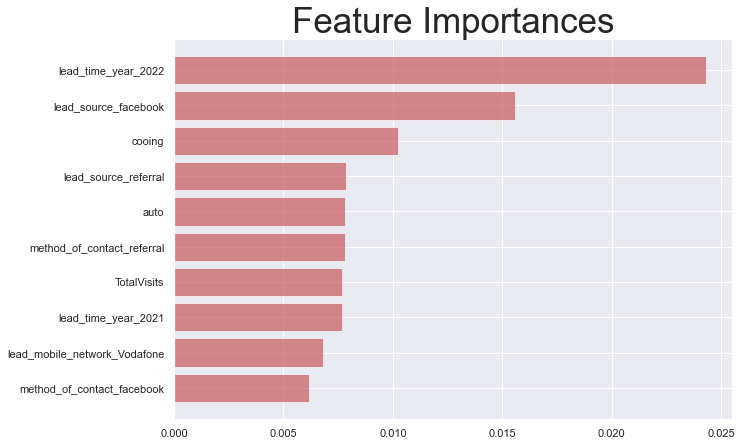 Feature Importances
lead_time_year_2022
lead_source_facebook
cooing
lead_source_referral
auto
method_of_contact_referral
TotalVisits
lead_time_year_2021
lead_mobile_network_Vodafone
method_of_contact_facebook
0.000 0.005 0.010 0.015 0.020 0.025